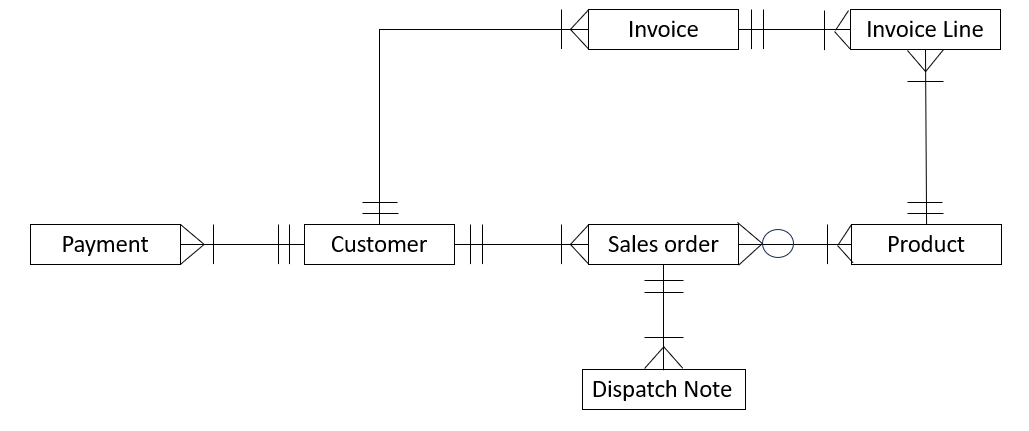 Invoice
Invoice Line
Payment
Customer
Sales order
Product
Dispatch Note